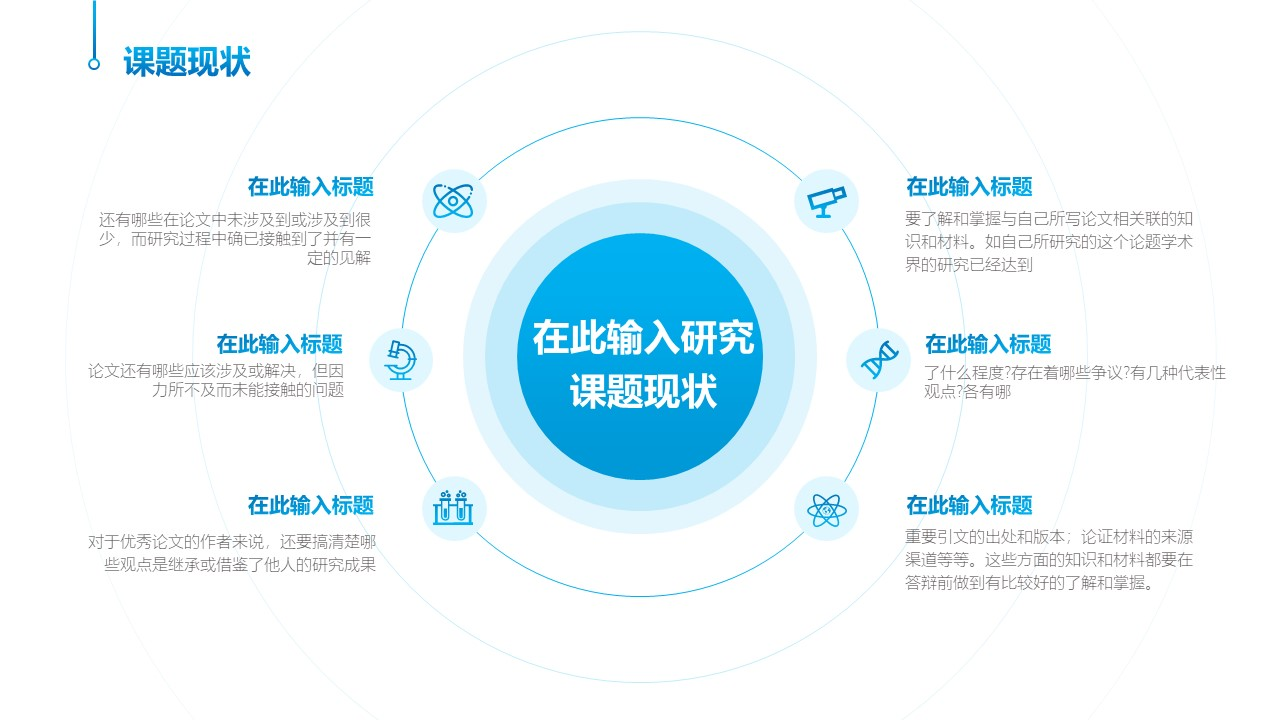 课题现状
在此输入标题
还有哪些在论文中未涉及到或涉及到很
少，而研究过程中确已接触到了并有一
定的见解
在此输入标题
论文还有哪些应该涉及或解决，但因
力所不及而未能接触的问题
在此输入标题
对于优秀论文的作者来说，还要搞清楚哪
些观点是继承或借鉴了他人的研究成果
在此输入研究
课题现状
在此输入标题
要了解和掌握与自己所写论文相关联的知
识和材料。如自己所研究的这个论题学术
界的研究已经达到
在此输入标题
了什么程度?存在着哪些争议?有几种代表性
观点?各有哪
在此输入标题
重要引文的出处和版本；论证材料的来源
渠道等等。这些方面的知识和材料都要在
答辩前做到有比较好的了解和掌握。